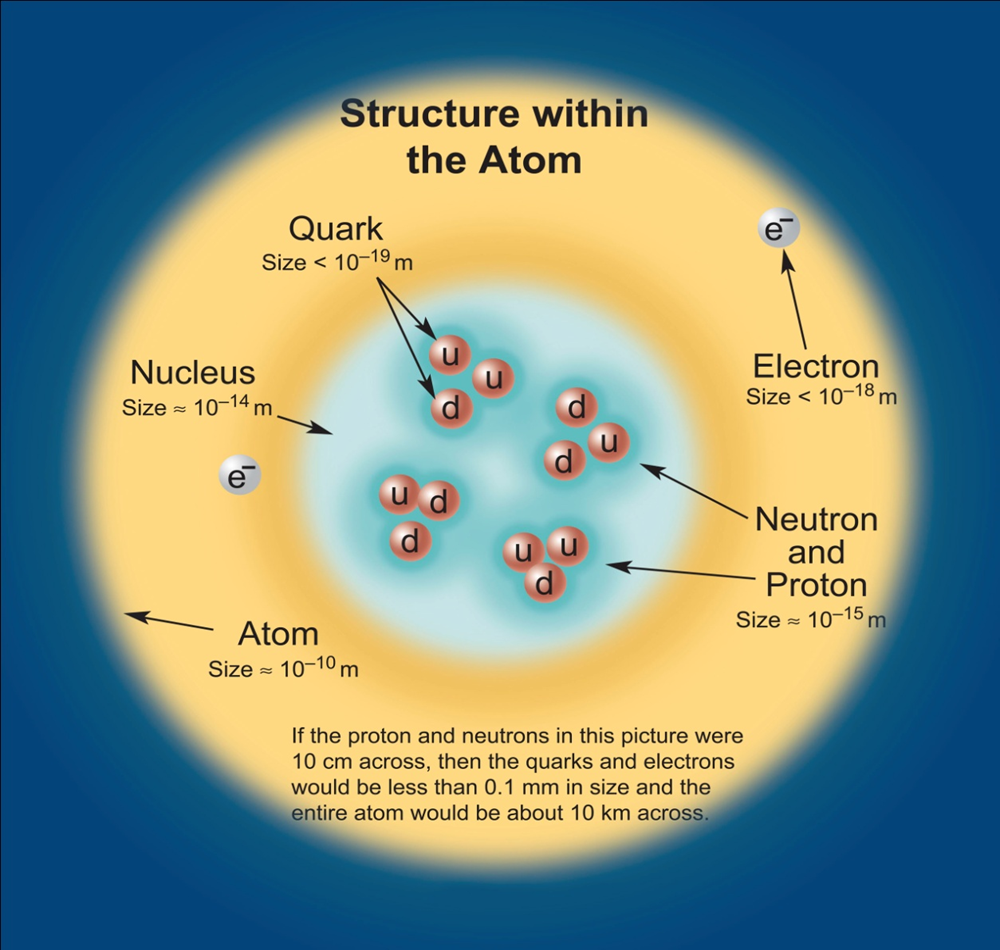 Structure within
the Atom
Quark
Size < 10⁻¹⁹ m
e⁻
Nucleus
Size ≈ 10⁻¹⁴ m
Electron
Size < 10⁻¹⁸ m
u
u
d
d
u
d
e⁻
u d
d
u u
d
Neutron
and
Proton
Size ≈ 10⁻¹⁵ m
Atom
Size ≈ 10⁻¹⁰ m
If the proton and neutrons in this picture were
10 cm across, then the quarks and electrons
would be less than 0.1 mm in size and the
entire atom would be about 10 km across.